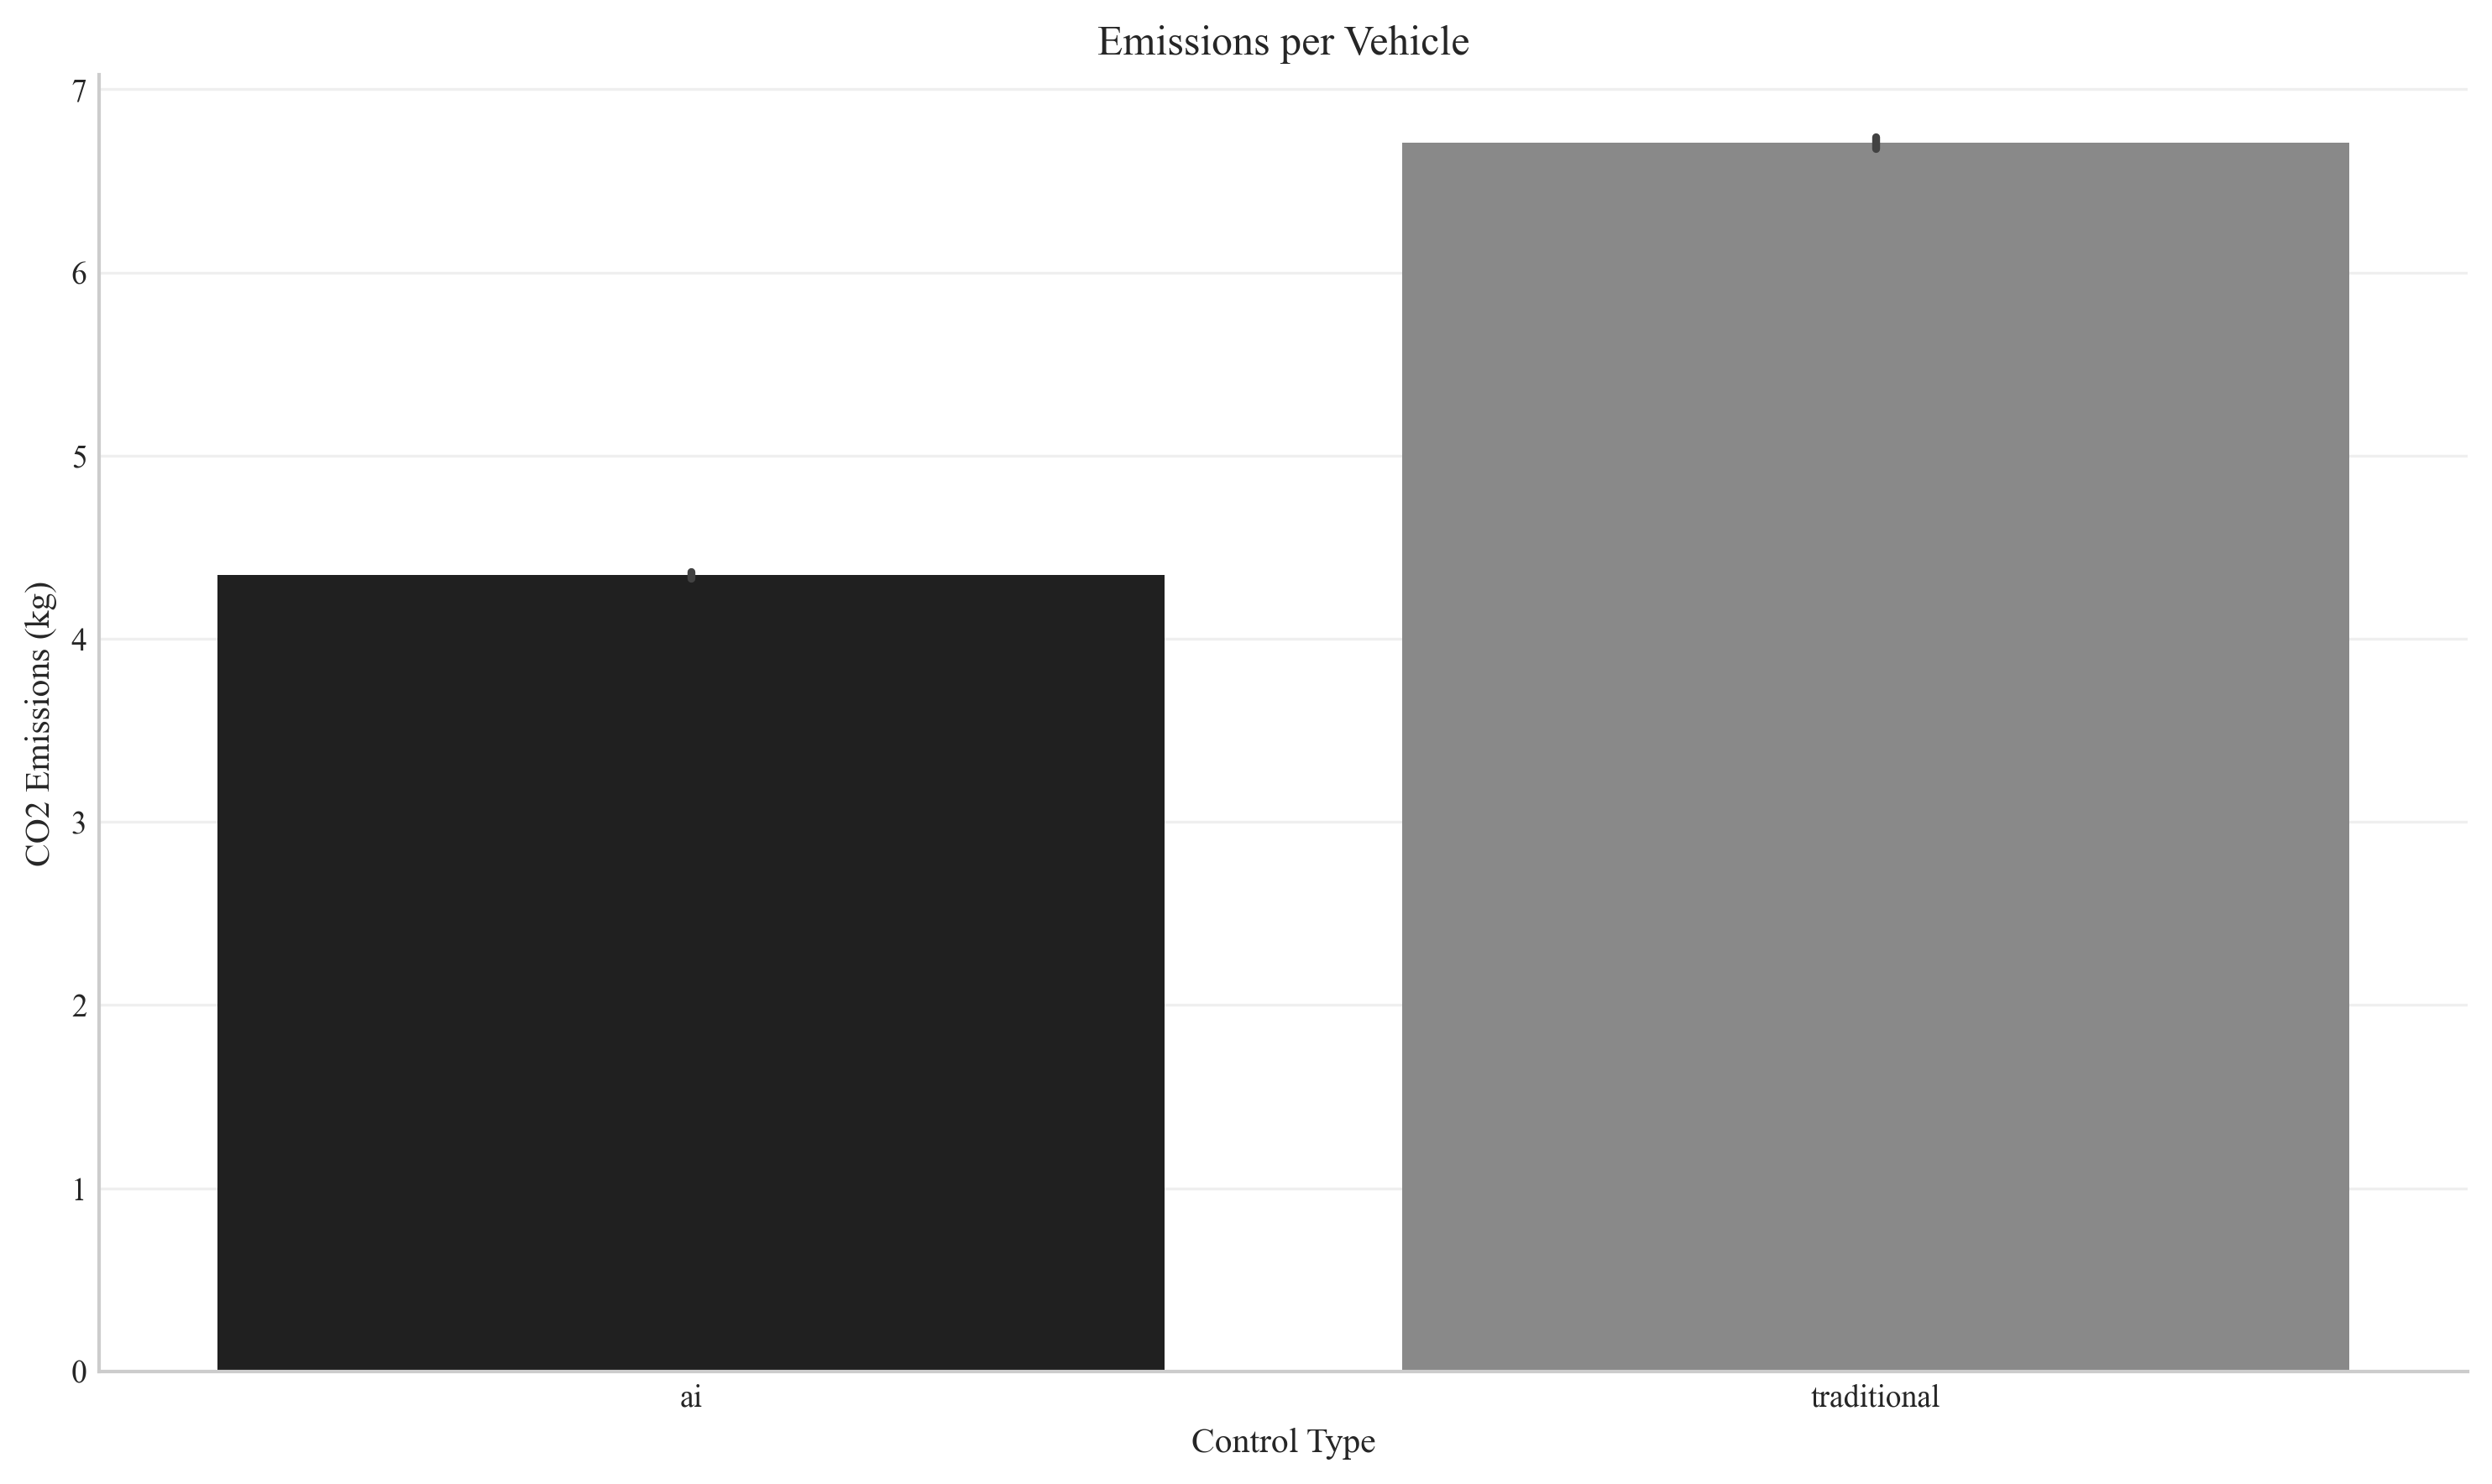 Emissions per Vehicle
7
6
5
4
3
2
1
0
CO2 Emissions (kg)
ai
traditional
Control Type